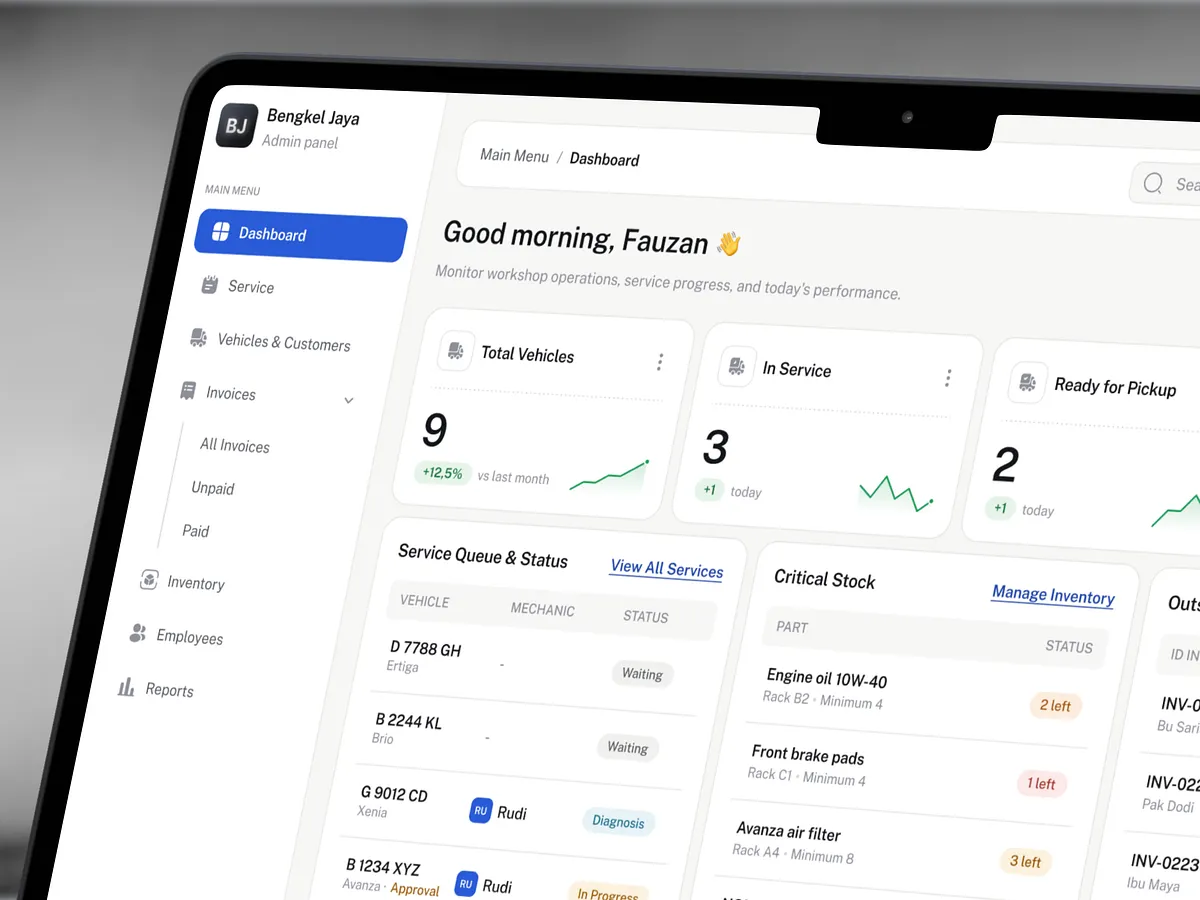 BJ
Bengkel Jaya
Admin panel
MAIN MENU
Dashboard
Service
Vehicles & Customers
Invoices
All Invoices
Unpaid
Paid
Inventory
Employees
Reports
Main Menu / Dashboard
Good morning, Fauzan 👋
Monitor workshop operations, service progress, and today's performance.
Total Vehicles
9
+12,5% vs last month
In Service
3
+1 today
Ready for Pickup
2
+1 today
Service Queue & Status View All Services
VEHICLE MECHANIC STATUS
D 7788 GH - Waiting
Ertiga
B 2244 KL - Waiting
Brio
G 9012 CD RU Rudi Diagnosis
Xenia
B 1234 XYZ RU Rudi In Progress
Avanza · Approval
Critical Stock Manage Inventory
PART STATUS
Engine oil 10W-40 2 left
Rack B2 · Minimum 4
Front brake pads 1 left
Rack C1 · Minimum 4
Avanza air filter 3 left
Rack A4 · Minimum 8
ID IN
Bu Sari
Pak Dodi
INV-0223
Ibu Maya